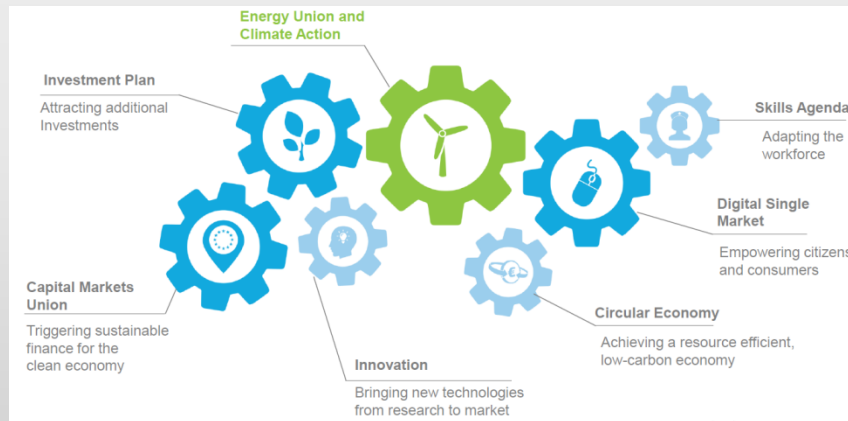 Energy Union and
Climate Action
Investment Plan
Attracting additional
Investments
Skills Agenda
Adapting the
workforce
Digital Single
Market
Empowering citizens
and consumers
Capital Markets
Union
Triggering sustainable
finance for the
clean economy
Circular Economy
Achieving a resource efficient,
low-carbon economy
Innovation
Bringing new technologies
from research to market